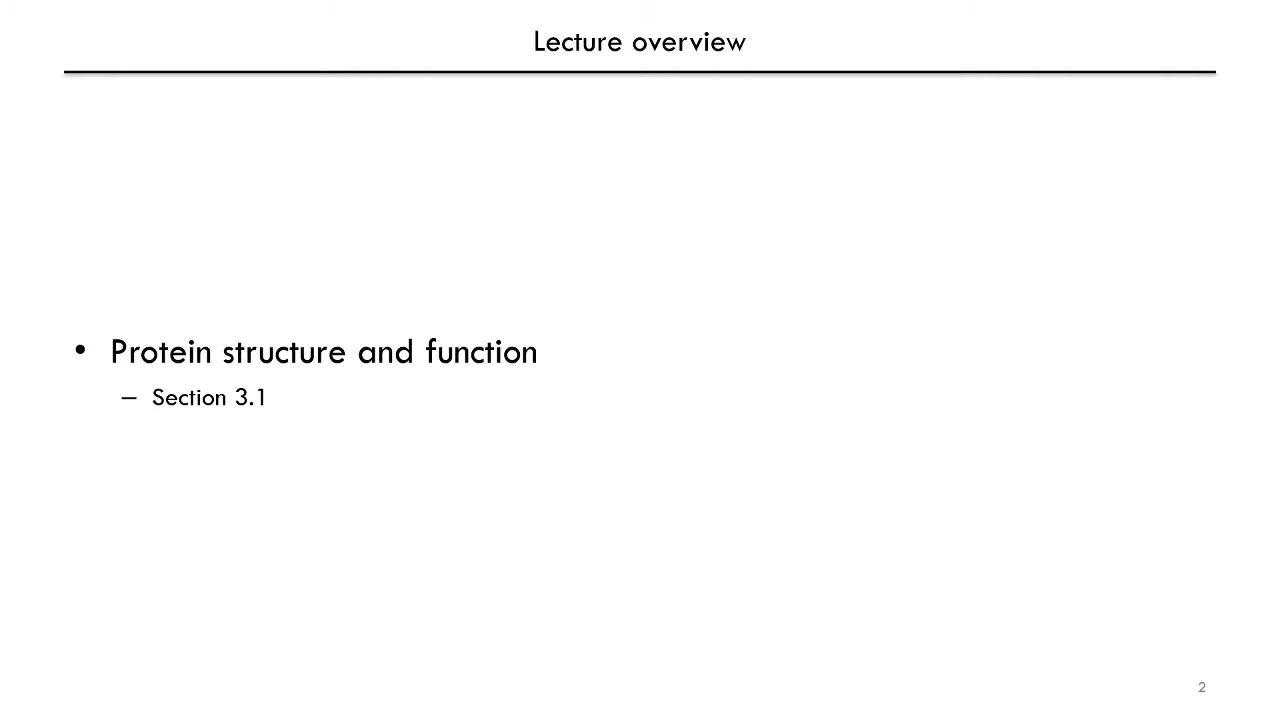 Lecture overview
• Protein structure and function
– Section 3.1
2